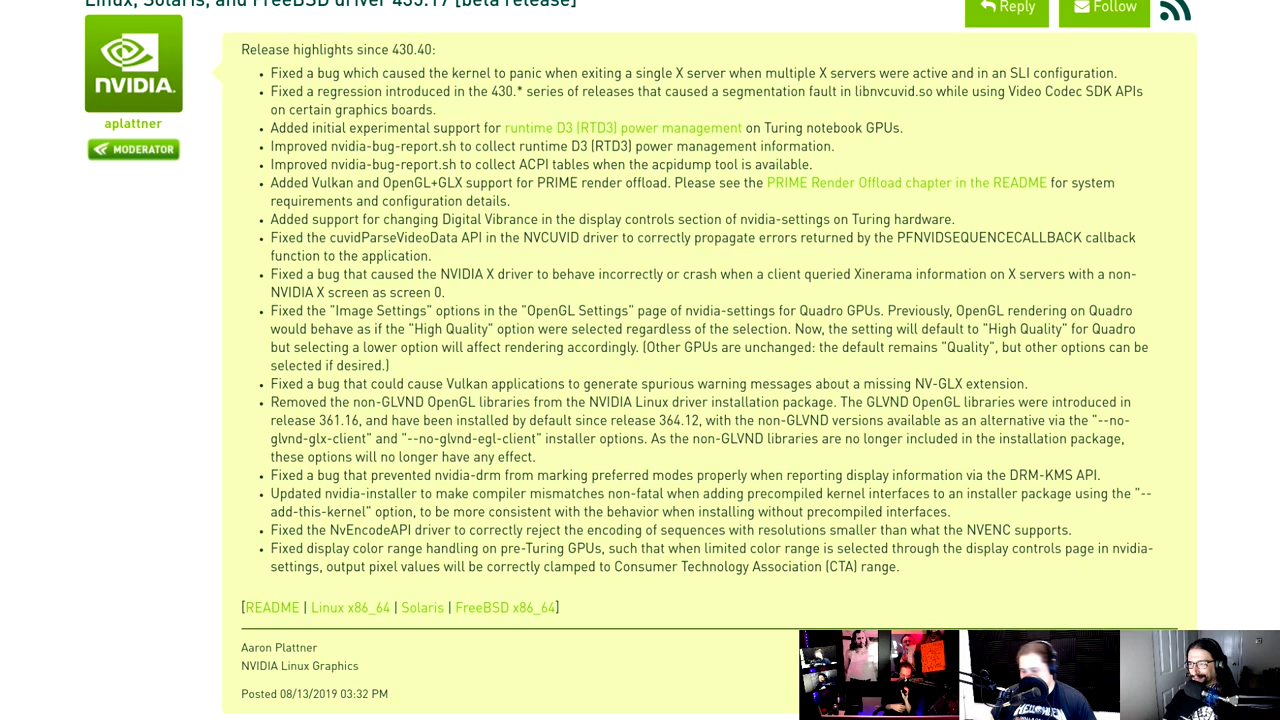 Linux, Solaris, and FreeBSD driver 435.17 [beta release]
Reply
Follow
NVIDIA.
aplattner
MODERATOR
Release highlights since 430.40:
• Fixed a bug which caused the kernel to panic when exiting a single X server when multiple X servers were active and in an SLI configuration.
• Fixed a regression introduced in the 430.* series of releases that caused a segmentation fault in libnvcuvid.so while using Video Codec SDK APIs
on certain graphics boards.
• Added initial experimental support for runtime D3 (RTD3) power management on Turing notebook GPUs.
• Improved nvidia-bug-report.sh to collect runtime D3 (RTD3) power management information.
• Improved nvidia-bug-report.sh to collect ACPI tables when the acpidump tool is available.
• Added Vulkan and OpenGL+GLX support for PRIME render offload. Please see the PRIME Render Offload chapter in the README for system
requirements and configuration details.
• Added support for changing Digital Vibrance in the display controls section of nvidia-settings on Turing hardware.
• Fixed the cuvidParseVideoData API in the NVCUVID driver to correctly propagate errors returned by the PFNVIDSEQUENCECALLBACK callback
function to the application.
• Fixed a bug that caused the NVIDIA X driver to behave incorrectly or crash when a client queried Xinerama information on X servers with a non-
NVIDIA X screen as screen 0.
• Fixed the "Image Settings" options in the "OpenGL Settings" page of nvidia-settings for Quadro GPUs. Previously, OpenGL rendering on Quadro
would behave as if the "High Quality" option were selected regardless of the selection. Now, the setting will default to "High Quality" for Quadro
but selecting a lower option will affect rendering accordingly. (Other GPUs are unchanged: the default remains "Quality", but other options can be
selected if desired.)
• Fixed a bug that could cause Vulkan applications to generate spurious warning messages about a missing NV-GLX extension.
• Removed the non-GLVND OpenGL libraries from the NVIDIA Linux driver installation package. The GLVND OpenGL libraries were introduced in
release 361.16, and have been installed by default since release 364.12, with the non-GLVND versions available as an alternative via the "--no-
glvnd-glx-client" and "--no-glvnd-egl-client" installer options. As the non-GLVND libraries are no longer included in the installation package,
these options will no longer have any effect.
• Fixed a bug that prevented nvidia-drm from marking preferred modes properly when reporting display information via the DRM-KMS API.
• Updated nvidia-installer to make compiler mismatches non-fatal when adding precompiled kernel interfaces to an installer package using the "--
add-this-kernel" option, to be more consistent with the behavior when installing without precompiled interfaces.
• Fixed the NvEncodeAPI driver to correctly reject the encoding of sequences with resolutions smaller than what the NVENC supports.
• Fixed display color range handling on pre-Turing GPUs, such that when limited color range is selected through the display controls page in nvidia-
settings, output pixel values will be correctly clamped to Consumer Technology Association (CTA) range.
[README | Linux x86_64 | Solaris | FreeBSD x86_64]
Aaron Plattner
NVIDIA Linux Graphics
Posted 08/13/2019 03:32 PM